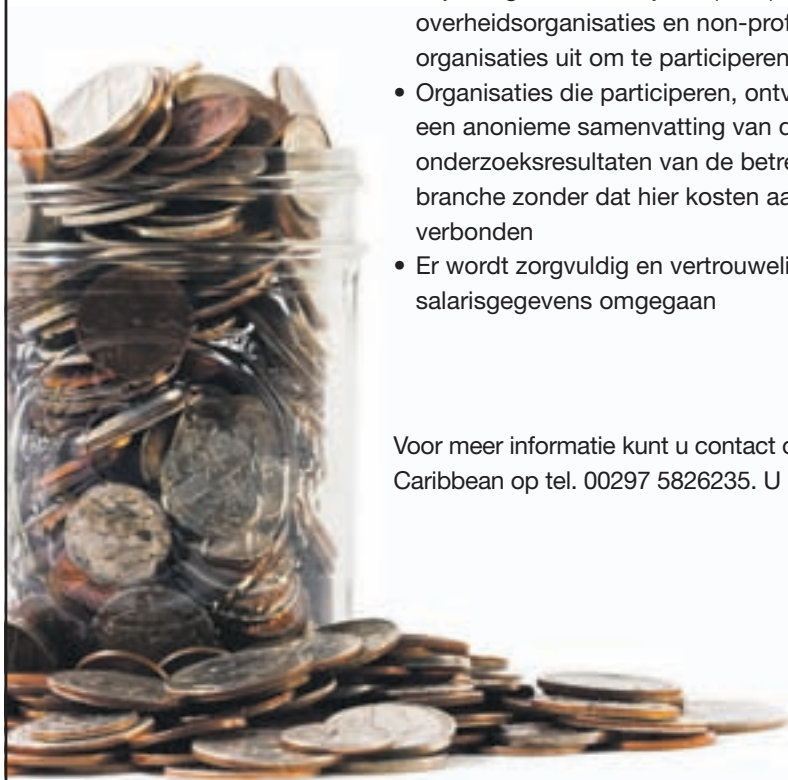 overheidsorganisaties en non-prof
organisaties uit om te participeren
• Organisaties die participeren, ontv
een anonieme samenvatting van d
onderzoeksresultaten van de betre
branche zonder dat hier kosten aa
verbonden
• Er wordt zorgvuldig en vertrouweli
salarisgegevens omgegaan
Voor meer informatie kunt u contact o
Caribbean op tel. 00297 5826235. U